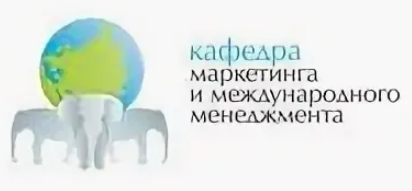 кафедра
маркетинга
и международного
менеджмента